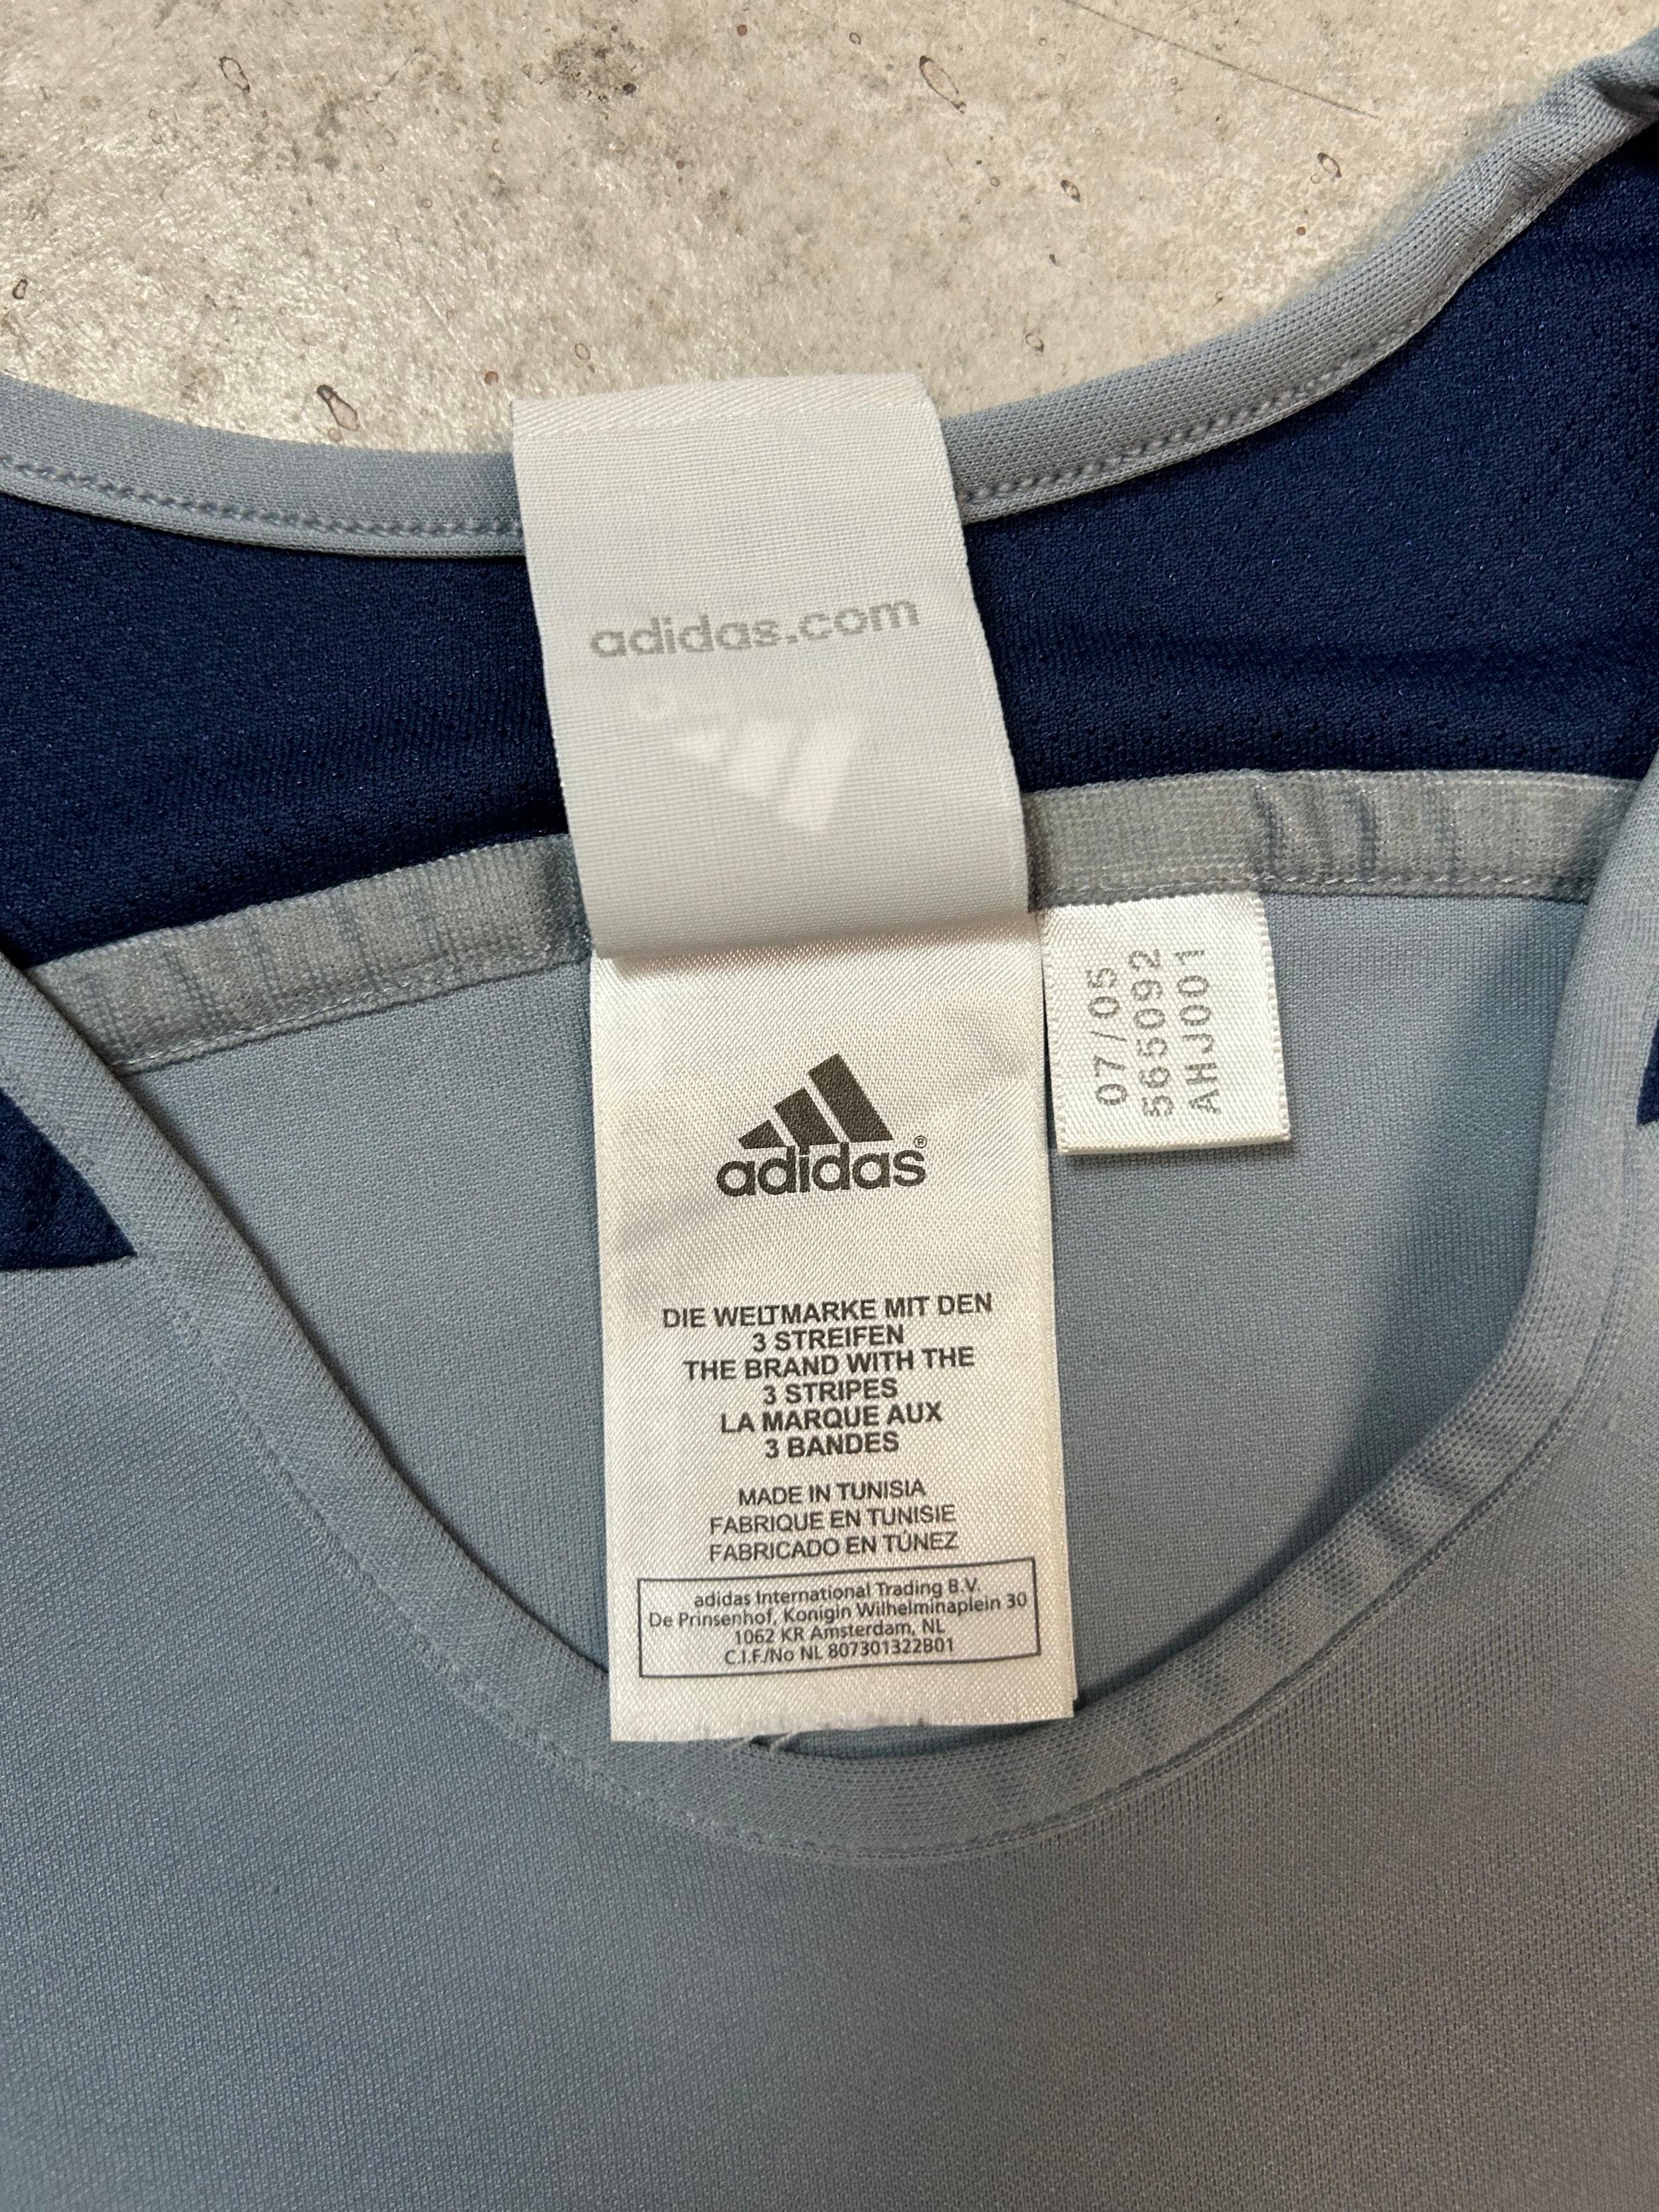 adidas.com
adidas®
DIE WELTMARKE MIT DEN
3 STREIFEN
THE BRAND WITH THE
3 STRIPES
LA MARQUE AUX
3 BANDES
MADE IN TUNISIA
FABRIQUE EN TUNISIE
FABRICADO EN TÚNEZ
adidas International Trading B.V.
De Prinsenhof, Konigin Wilhelminaplein 30
1062 KR Amsterdam, NL
C.I.F./No NL 807301322B01
07/05
565092
AHJ001